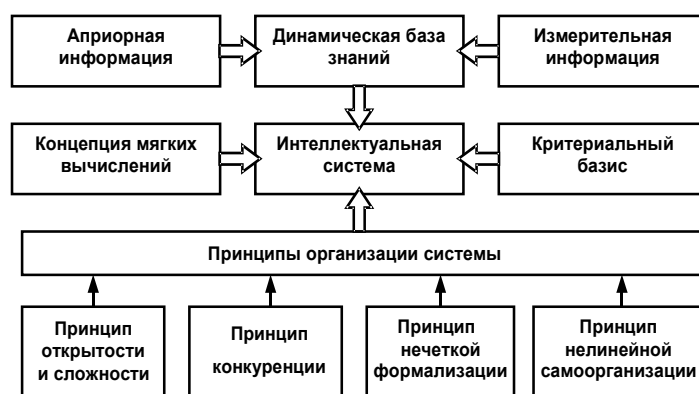 Априорная
информация
Динамическая база
знаний
Измерительная
информация
Концепция мягких
вычислений
Интеллектуальная
система
Критериальный
базис
Принципы организации системы
Принцип
открытости
и сложности
Принцип
конкуренции
Принцип
нечеткой
формализации
Принцип
нелинейной
самоорганизации